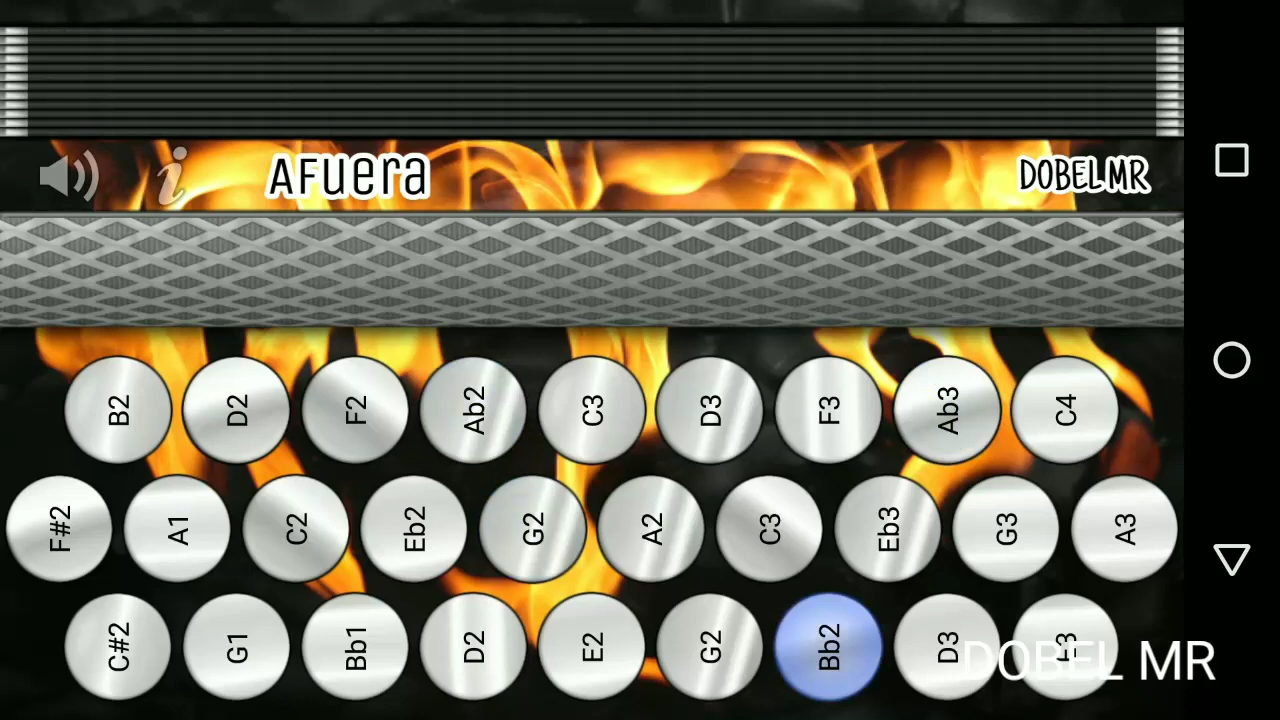 i AFuera DOBEL MR
B2 D2 F2 Ab2 C3 D3 F3 Ab3 C4
F#2 A1 C2 Eb2 G2 A2 C3 Eb3 G3 A3
C#2 G1 Bb1 D2 E2 G2 Bb2 D3
DOBEL MR